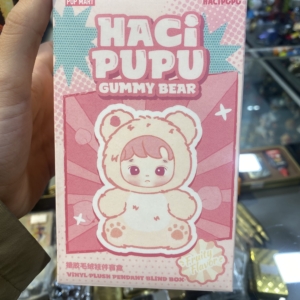 POP MART
HACIPUPU
HACI
PUPU
GUMMY BEAR
VINYL PLUSH PENDANT BLIND BOX